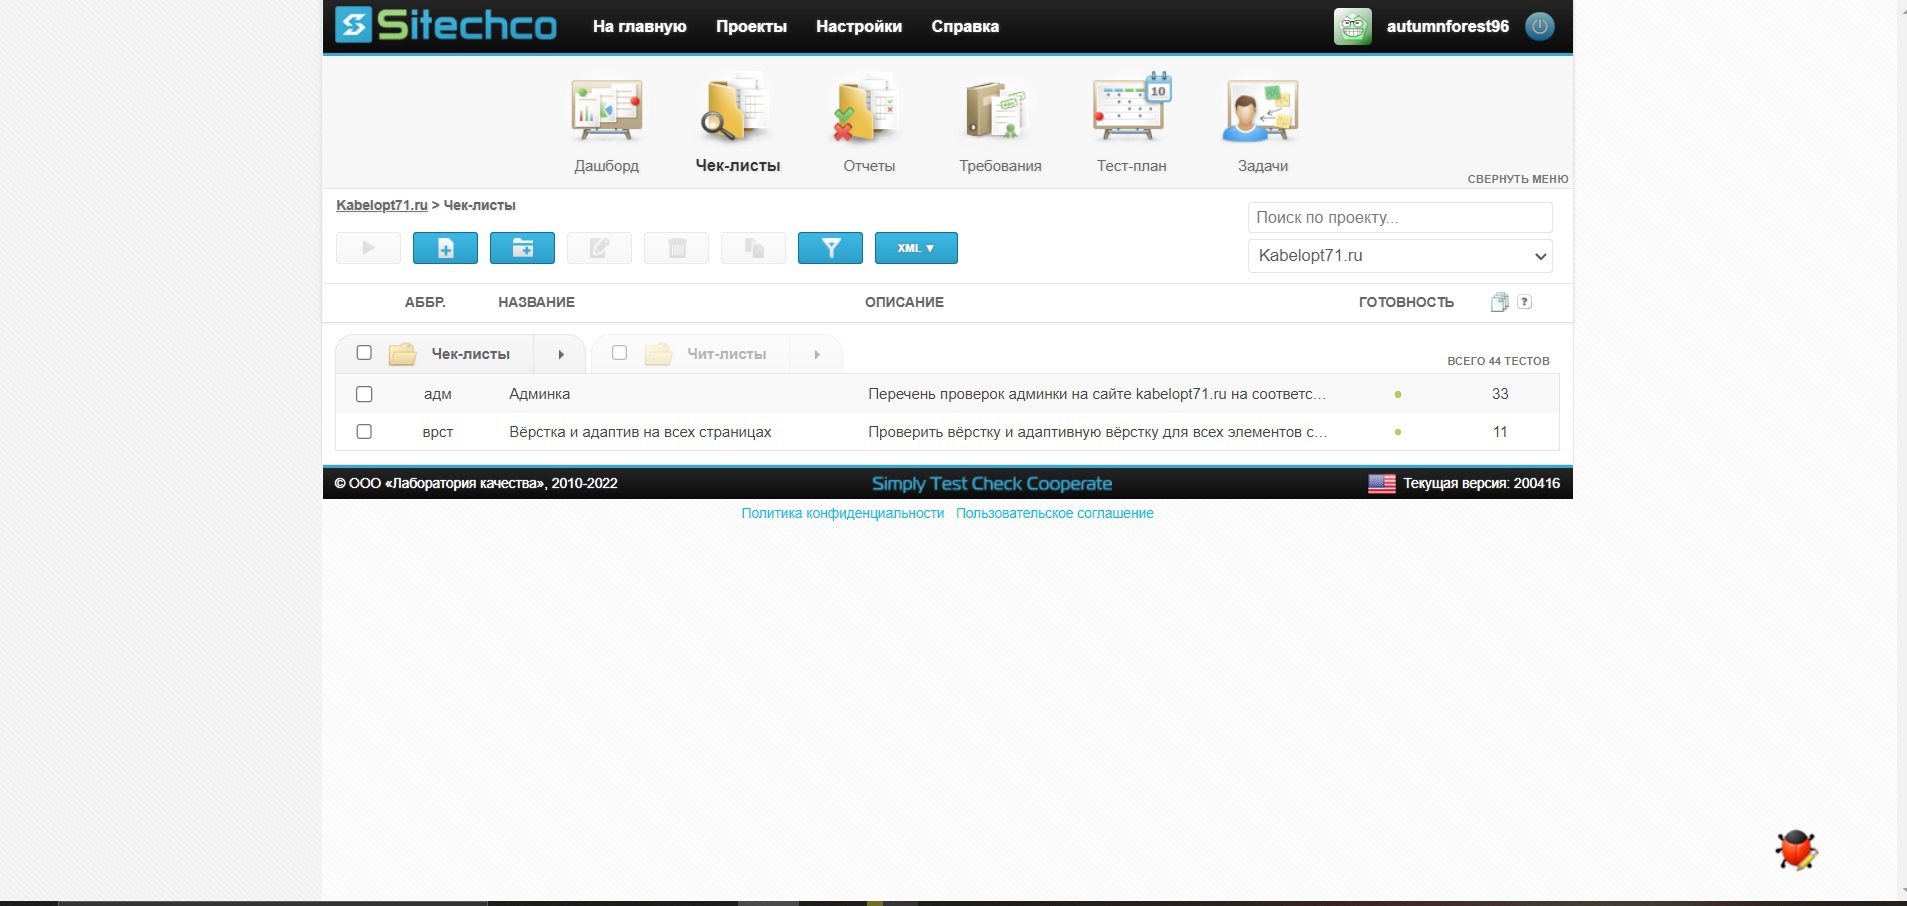 Sitechco На главную Проекты Настройки Справка autumnforest96
10
Дашборд Чек-листы Отчеты Требования Тест-план Задачи
СВЕРНУТЬ МЕНЮ
Kabelopt71.ru > Чек-листы
Поиск по проекту...
XML ▼
Kabelopt71.ru
АББР. НАЗВАНИЕ ОПИСАНИЕ ГОТОВНОСТЬ ?
Чек-листы Чит-листы
ВСЕГО 44 ТЕСТОВ
адм Админка Перечень проверок админки на сайте kabelopt71.ru на соответс... 33
врст Вёрстка и адаптив на всех страницах Проверить вёрстку и адаптивную вёрстку для всех элементов с... 11
© ООО «Лаборатория качества», 2010-2022 Simply Test Check Cooperate Текущая версия: 200416
Политика конфиденциальности Пользовательское соглашение